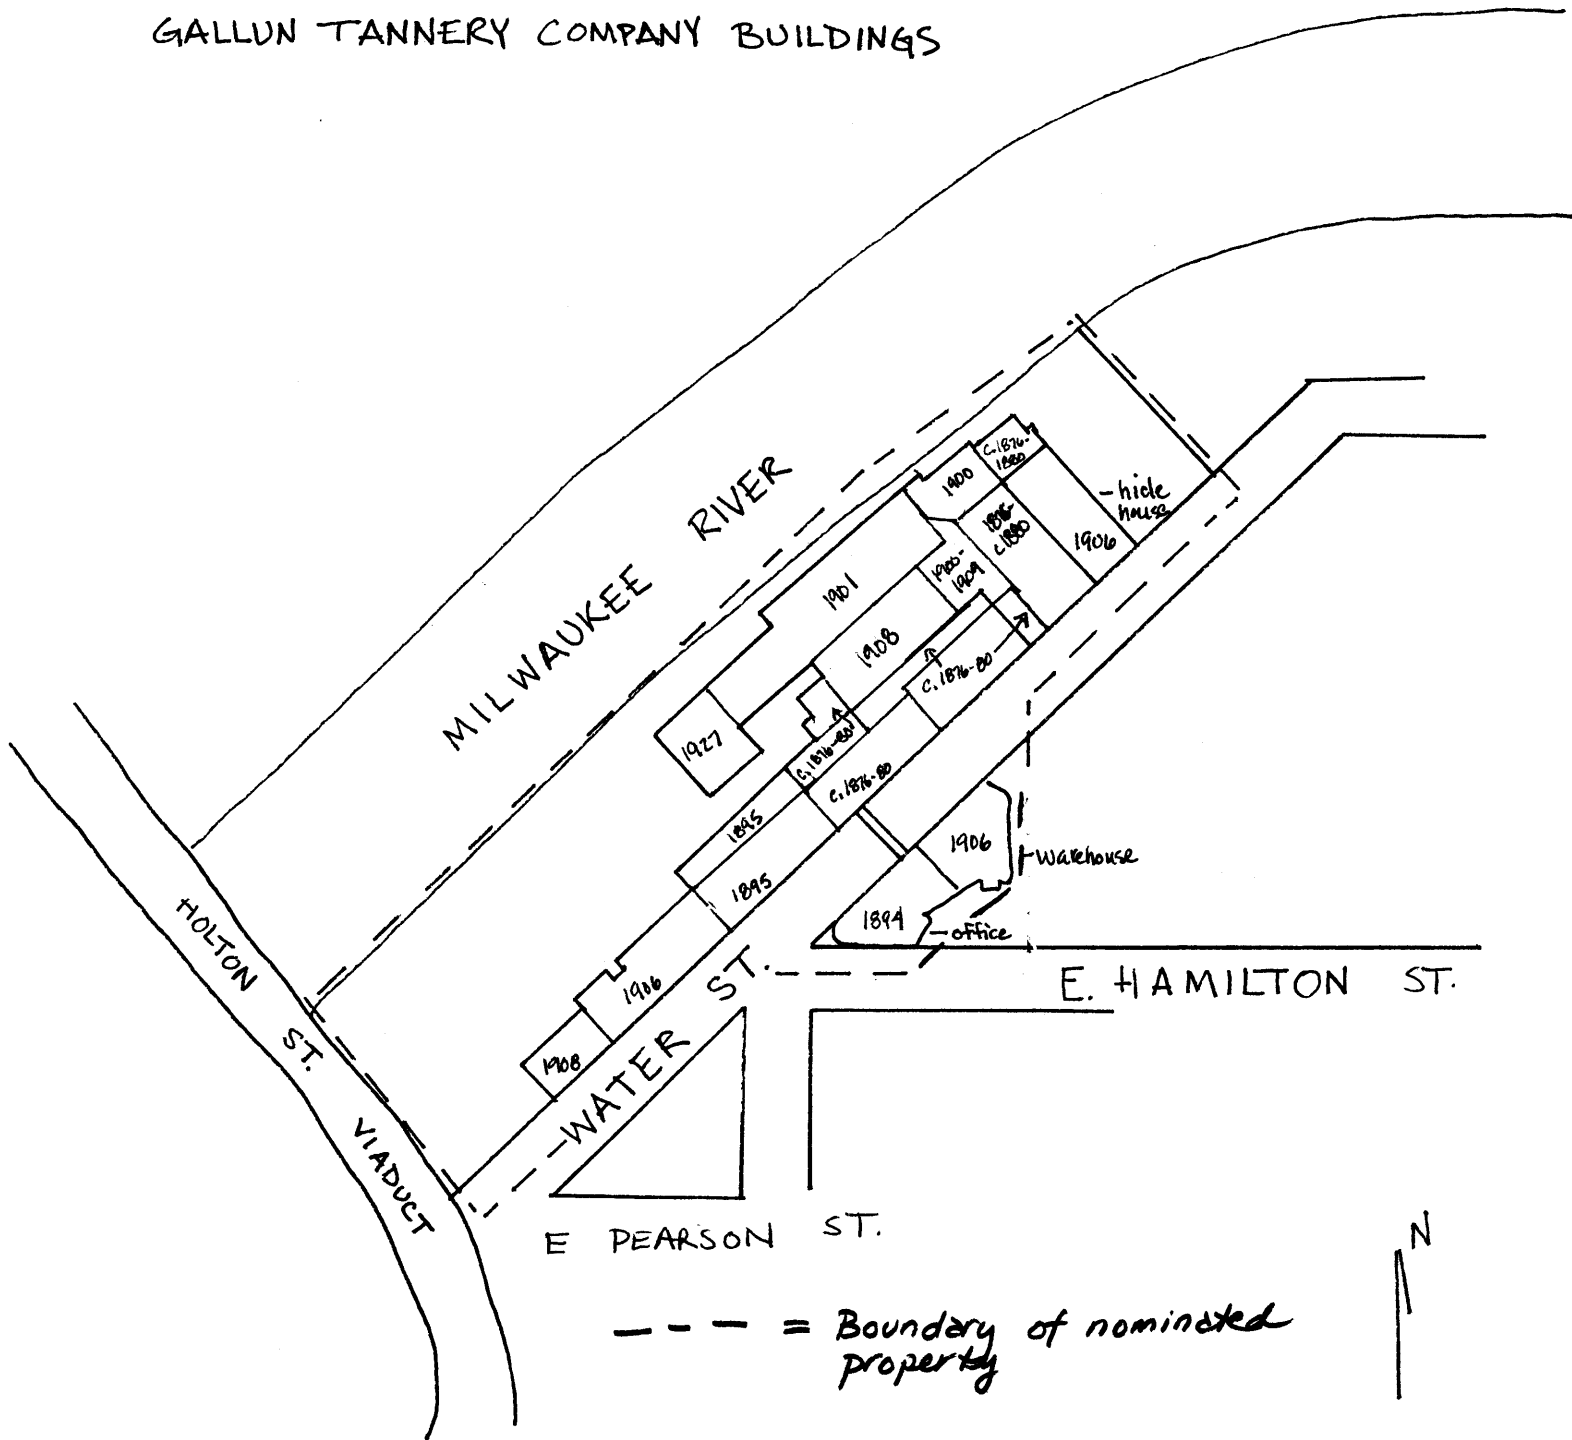 GALLUN TANNERY COMPANY BUILDINGS
MILWAUKEE RIVER
c.1876-
1880
1900
hide
house
1906
c.1880
1901
1900-
1909
1908
c. 1876-80
1927
c. 1876-80
c. 1876-80
1895
1895
1906
warehouse
1894
office
HOLTON
ST.
VIADUCT
1906
1908
WATER ST.
E. HAMILTON ST.
E PEARSON ST.
N
= Boundary of nominated
property